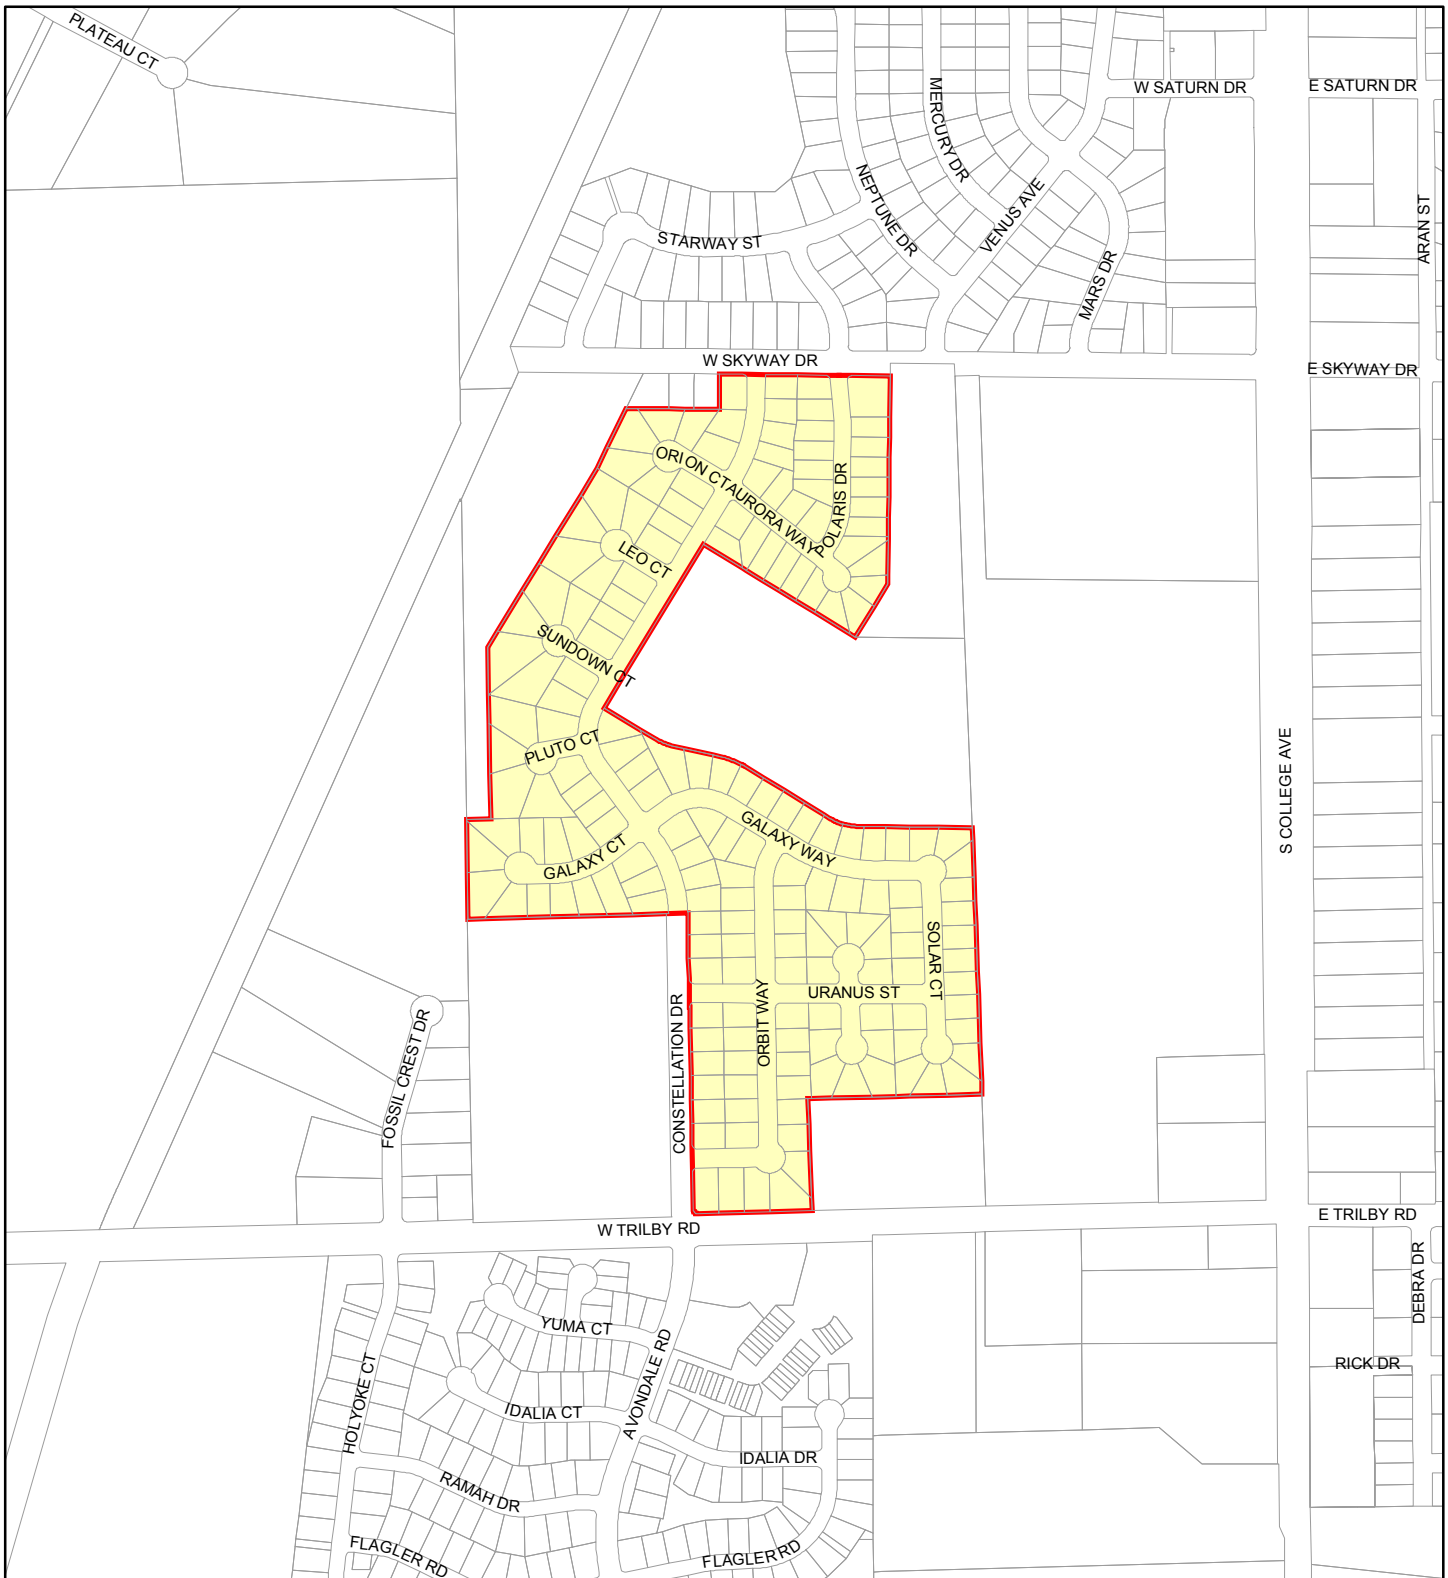 PLATEAU CT
W SATURN DR
E SATURN DR
MERCURY DR
NEPTUNE DR
VENUS AVE
ARAN ST
STARWAY ST
MARS DR
W SKYWAY DR
E SKYWAY DR
ORION CT
AURORA WAY
POLARIS DR
LEO CT
SUNDOWN CT
PLUTO CT
S COLLEGE AVE
GALAXY WAY
GALAXY CT
SOLAR CT
URANUS ST
ORBIT WAY
CONSTELLATION DR
FOSSIL CREST DR
W TRILBY RD
E TRILBY RD
DEBRA DR
YUMA CT
AVONDALE RD
RICK DR
HOLYOKE CT
IDALIA CT
IDALIA DR
RAMAH DR
FLAGLER RD
FLAGLER RD